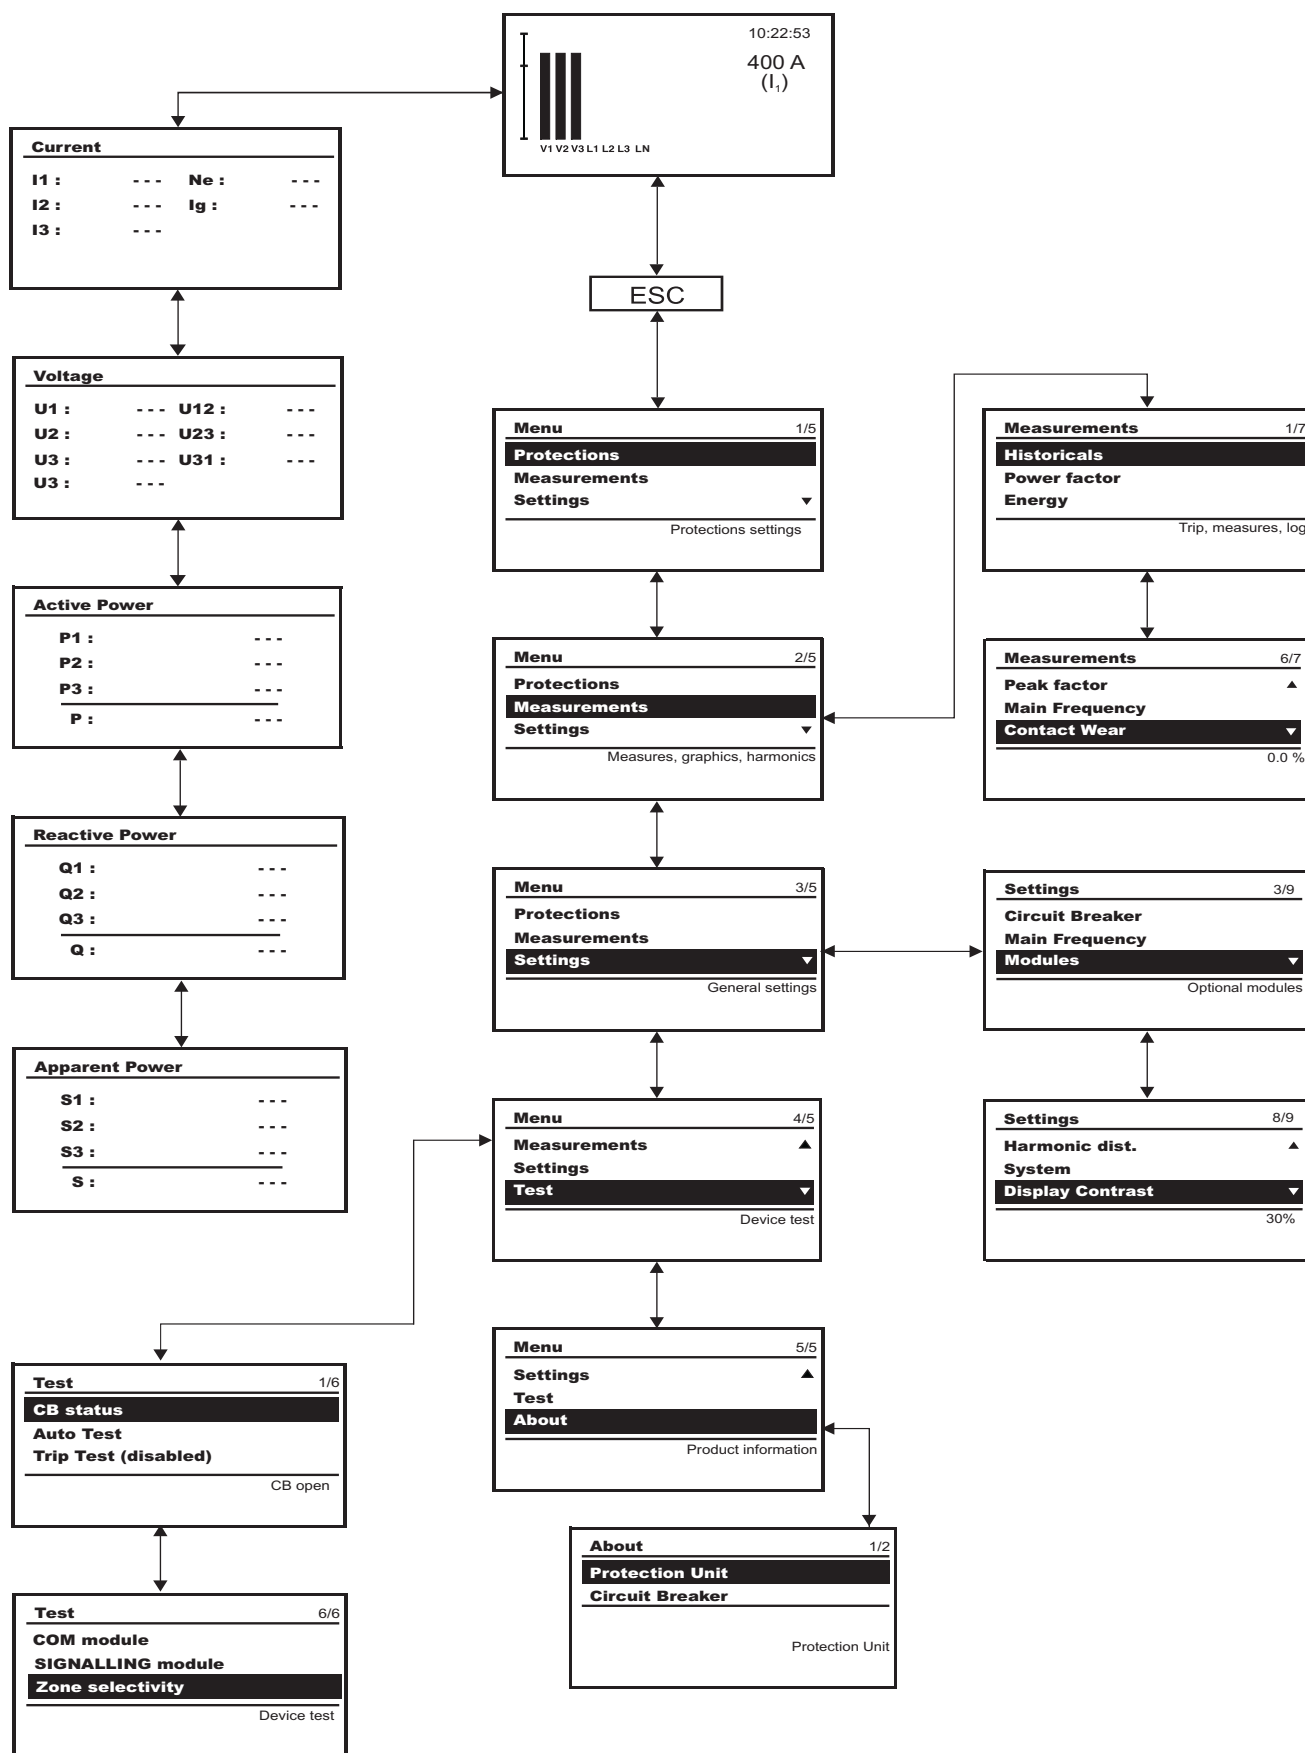 10:22:53
400 A
(I1)
V1 V2 V3 L1 L2 L3 LN
Current
I1 : - - - Ne : - - -
I2 : - - - Ig : - - -
I3 : - - -
ESC
Voltage
U1 : - - - U12 : - - -
U2 : - - - U23 : - - -
U3 : - - - U31 : - - -
U3 : - - -
Active Power
P1 : - - -
P2 : - - -
P3 : - - -
P : - - -
Reactive Power
Q1 : - - -
Q2 : - - -
Q3 : - - -
Q : - - -
Apparent Power
S1 : - - -
S2 : - - -
S3 : - - -
S : - - -
Menu 1/5
Protections
Measurements
Settings ▼
Protections settings
Menu 2/5
Protections
Measurements
Settings ▼
Measures, graphics, harmonics
Menu 3/5
Protections
Measurements
Settings ▼
General settings
Menu 4/5
Measurements ▲
Settings
Test ▼
Device test
Menu 5/5
Settings ▲
Test
About
Product information
Measurements 1/7
Historicals
Power factor
Energy
Trip, measures, log
Measurements 6/7
Peak factor ▲
Main Frequency
Contact Wear ▼
0.0 %
Settings 3/9
Circuit Breaker
Main Frequency
Modules ▼
Optional modules
Settings 8/9
Harmonic dist. ▲
System
Display Contrast ▼
30%
Test 1/6
CB status
Auto Test
Trip Test (disabled)
CB open
Test 6/6
COM module
SIGNALLING module
Zone selectivity
Device test
About 1/2
Protection Unit
Circuit Breaker
Protection Unit